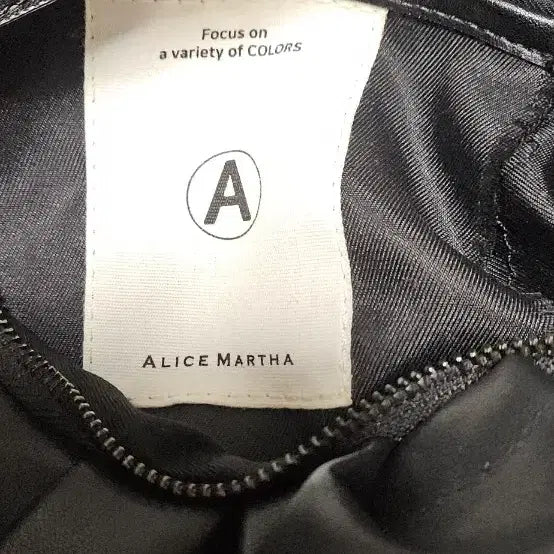 Focus on
a variety of COLORS
A
ALICE MARTHA